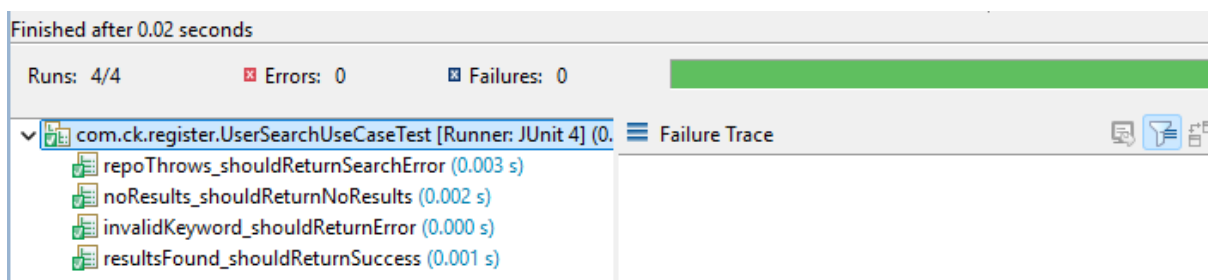 Finished after 0.02 seconds
Runs: 4/4 Errors: 0 Failures: 0
com.ck.register.UserSearchUseCaseTest [Runner: JUnit 4] (0.
Failure Trace
repoThrows_shouldReturnSearchError (0.003 s)
noResults_shouldReturnNoResults (0.002 s)
invalidKeyword_shouldReturnError (0.000 s)
resultsFound_shouldReturnSuccess (0.001 s)